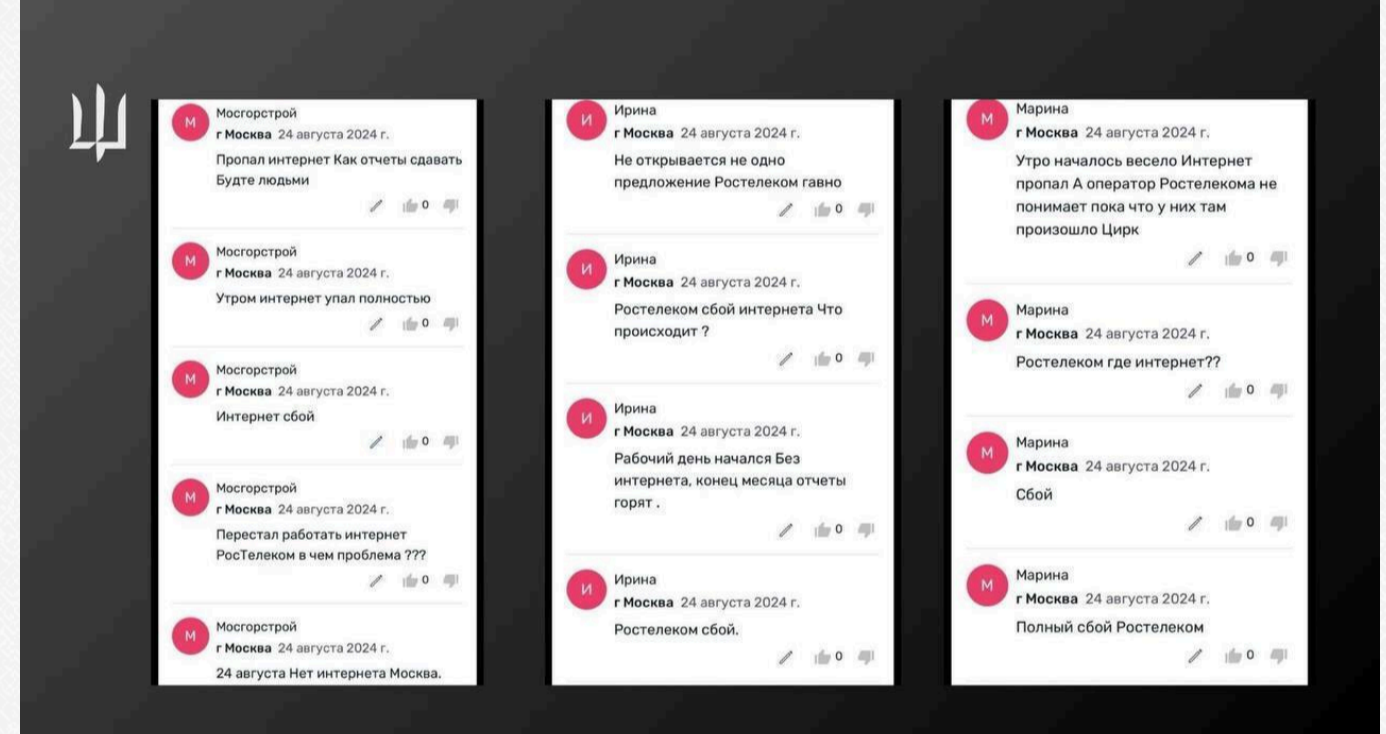 М
Мосгорстрой
г Москва 24 августа 2024 г.
Пропал интернет Как отчеты сдавать
Будте людьми
0
М
Мосгорстрой
г Москва 24 августа 2024 г.
Утром интернет упал полностью
0
М
Мосгорстрой
г Москва 24 августа 2024 г.
Интернет сбой
0
М
Мосгорстрой
г Москва 24 августа 2024 г.
Перестал работать интернет
РосТелеком в чем проблема ???
0
М
Мосгорстрой
г Москва 24 августа 2024 г.
24 августа Нет интернета Москва.
И
Ирина
г Москва 24 августа 2024 г.
Не открывается не одно
предложение Ростелеком гавно
0
И
Ирина
г Москва 24 августа 2024 г.
Ростелеком сбой интернета Что
происходит ?
0
И
Ирина
г Москва 24 августа 2024 г.
Рабочий день начался Без
интернета, конец месяца отчеты
горят .
0
И
Ирина
г Москва 24 августа 2024 г.
Ростелеком сбой.
0
М
Марина
г Москва 24 августа 2024 г.
Утро началось весело Интернет
пропал А оператор Ростелекома не
понимает пока что у них там
произошло Цирк
0
М
Марина
г Москва 24 августа 2024 г.
Ростелеком где интернет??
0
М
Марина
г Москва 24 августа 2024 г.
Сбой
0
М
Марина
г Москва 24 августа 2024 г.
Полный сбой Ростелеком
0